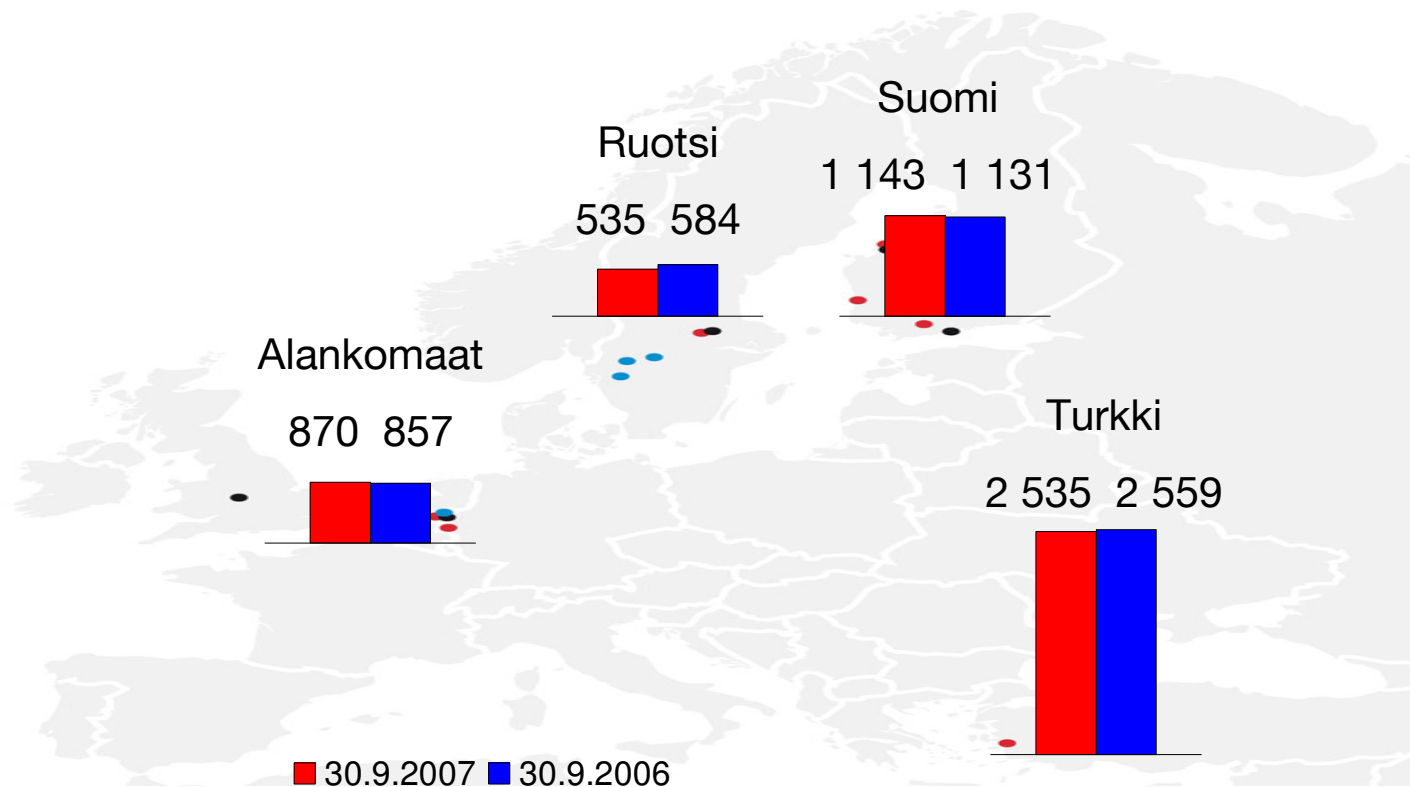 Suomi
1 143 1 131
Ruotsi
535 584
Alankomaat
870 857
Turkki
2 535 2 559
30.9.2007 30.9.2006